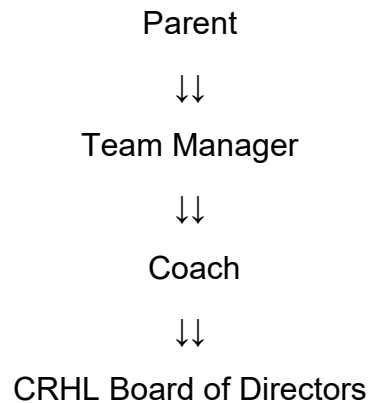 Parent
↓↓
Team Manager
↓↓
Coach
↓↓
CRHL Board of Directors